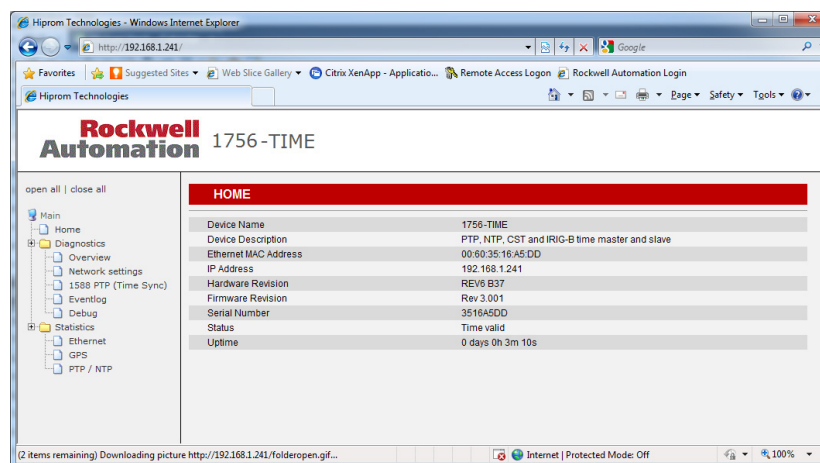 Hiprom Technologies - Windows Internet Explorer
http://192.168.1.241/
Google
Favorites Suggested Sites Web Slice Gallery Citrix XenApp - Applicatio... Remote Access Logon Rockwell Automation Login
Hiprom Technologies Page Safety Tools
Rockwell
Automation
1756-TIME
open all | close all
Main
Home
Diagnostics
Overview
Network settings
1588 PTP (Time Sync)
Eventlog
Debug
Statistics
Ethernet
GPS
PTP / NTP
HOME
Device Name 1756-TIME
Device Description PTP, NTP, CST and IRIG-B time master and slave
Ethernet MAC Address 00:60:35:16:A5:DD
IP Address 192.168.1.241
Hardware Revision REV6 B37
Firmware Revision Rev 3.001
Serial Number 3516A5DD
Status Time valid
Uptime 0 days 0h 3m 10s
(2 items remaining) Downloading picture http://192.168.1.241/folderopen.gif... Internet | Protected Mode: Off 100%